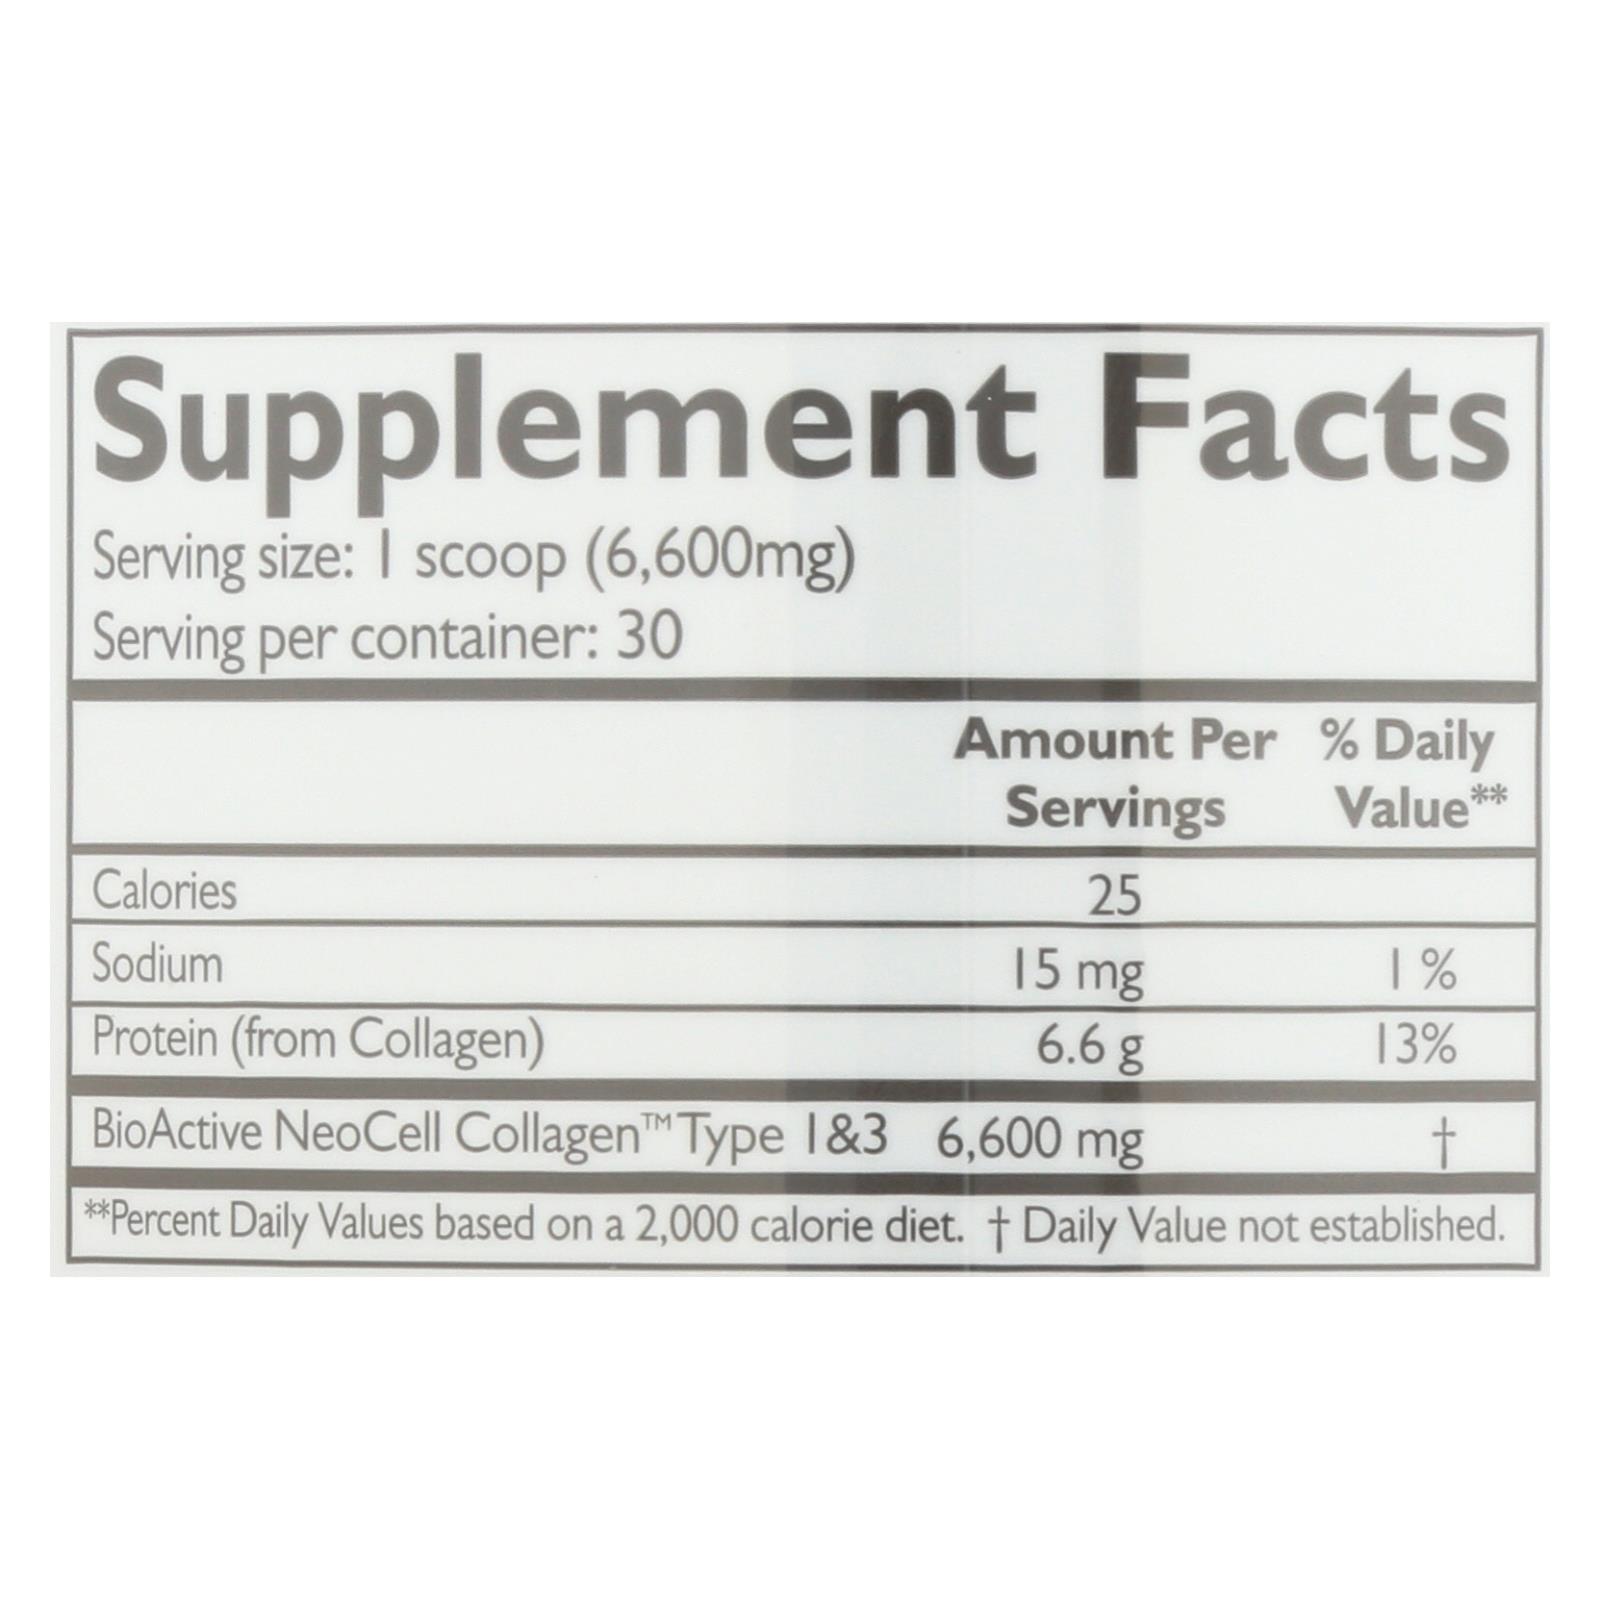 Supplement Facts
Serving size: 1 scoop (6,600mg)
Serving per container: 30
Amount Per % Daily
Servings Value**
Calories 25
Sodium 15 mg 1 %
Protein (from Collagen) 6.6 g 13%
BioActive NeoCell Collagen™ Type 1&3 6,600 mg †
**Percent Daily Values based on a 2,000 calorie diet. † Daily Value not established.